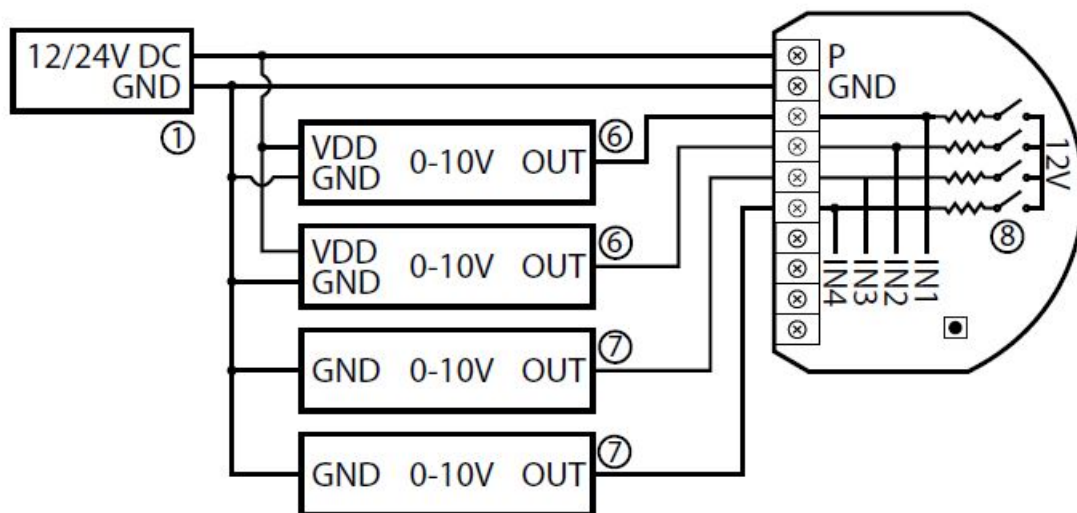 12/24V DC
GND
①
VDD
GND
0-10V
OUT
⑥
VDD
GND
0-10V
OUT
⑥
GND 0-10V OUT
⑦
GND 0-10V OUT
⑦
P
GND
12V
⑧
IN4
IN3
IN2
IN1